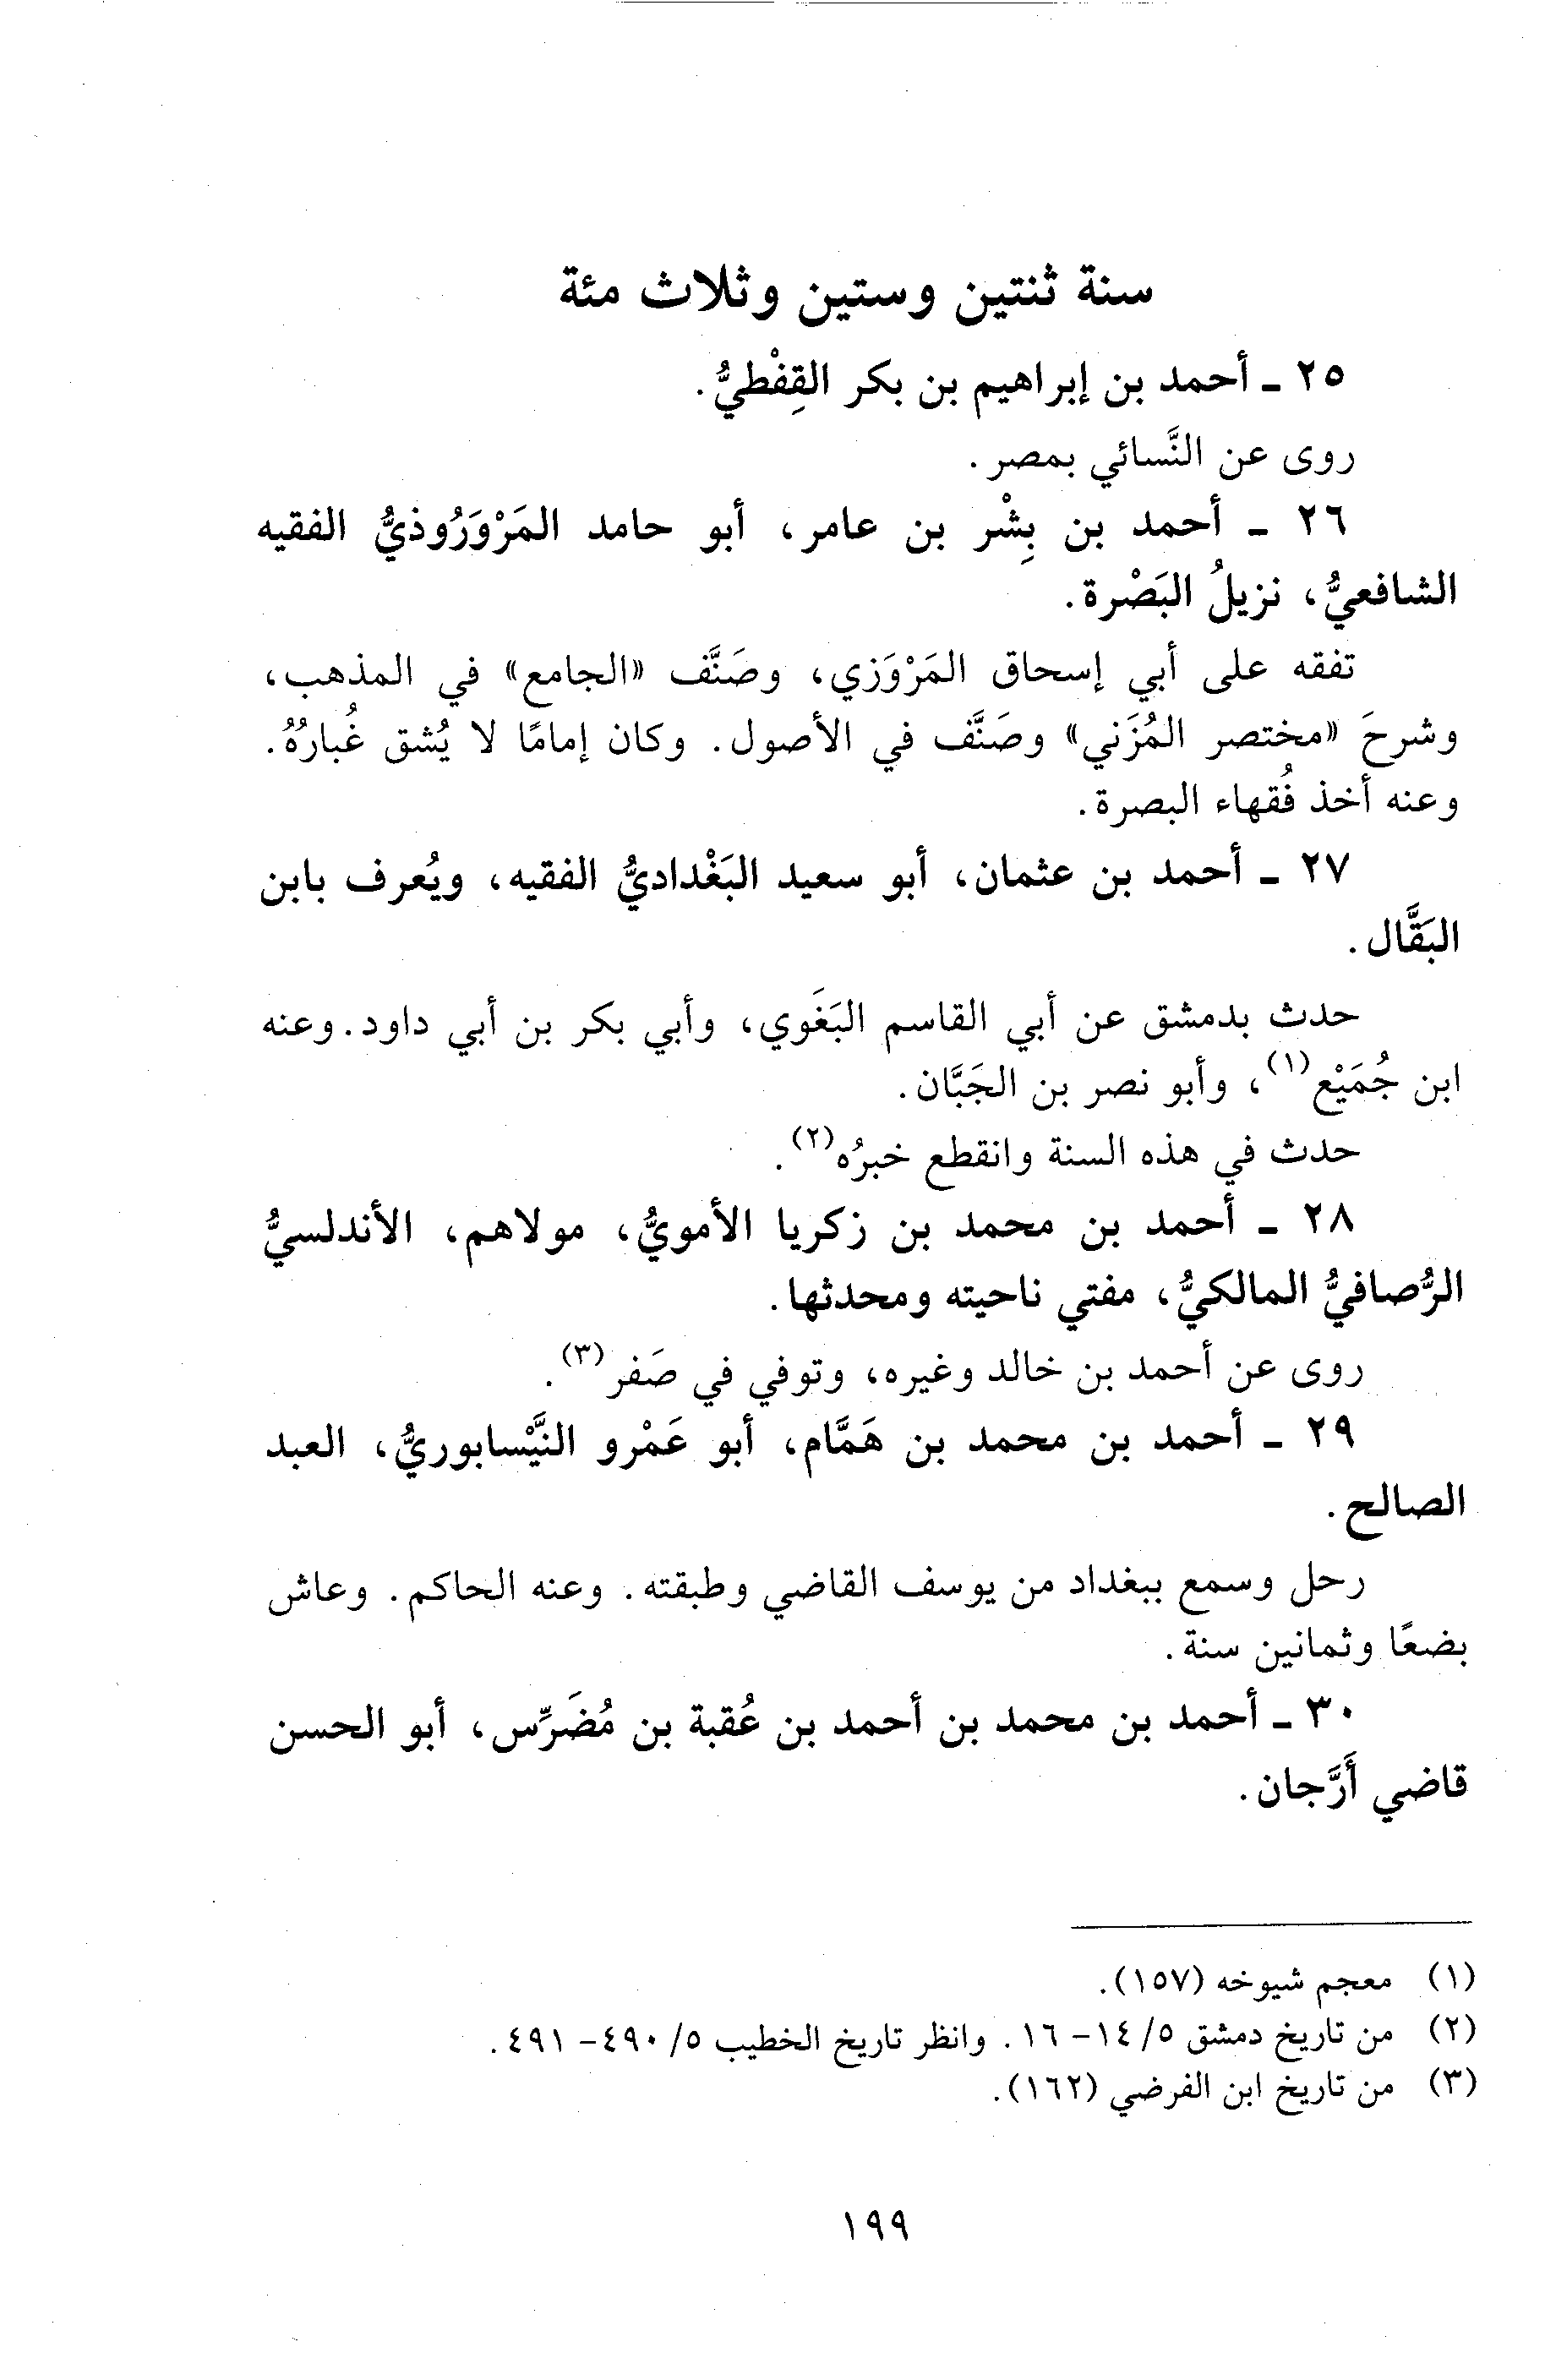 سنة ثنتين وستين وثلاث مئة
٢٥ ـ أحمد بن إبراهيم بن بكر القِفْطيُّ.
روى عن النَّسائي بمصر.
٢٦ ـ أحمد بن بِشْر بن عامر، أبو حامد المَرْوَرُوذيُّ الفقيه
الشافعيُّ، نزيلُ البَصْرة.
تفقه على أبي إسحاق المَرْوَزي، وصَنَّف «الجامع» في المذهب،
وشرحَ «مختصر المُزَني» وصَنَّف في الأصول. وكان إمامًا لا يُشق غُبارُهُ.
وعنه أخذ فُقهاء البصرة.
٢٧ ـ أحمد بن عثمان، أبو سعيد البَغْداديُّ الفقيه، ويُعرف بابن
البَقَّال.
حدث بدمشق عن أبي القاسم البَغَوي، وأبي بكر بن أبي داود. وعنه
ابن جُمَيْع(١)، وأبو نصر بن الجَبَّان.
حدث في هذه السنة وانقطع خبرُه(٢).
٢٨ ـ أحمد بن محمد بن زكريا الأمويُّ، مولاهم، الأندلسيُّ
الرُّصافيُّ المالكيُّ، مفتي ناحيته ومحدثها.
روى عن أحمد بن خالد وغيره، وتوفي في صَفر(٣).
٢٩ ـ أحمد بن محمد بن هَمَّام، أبو عَمْرو النَّيْسابوريُّ، العبد
الصالح.
رحل وسمع ببغداد من يوسف القاضي وطبقته. وعنه الحاكم. وعاش
بضعًا وثمانين سنة.
٣٠ ـ أحمد بن محمد بن أحمد بن عُقبة بن مُضَرِّس، أبو الحسن
قاضي أَرَّجان.
(١) معجم شيوخه (١٥٧).
(٢) من تاريخ دمشق ٥/ ١٤- ١٦. وانظر تاريخ الخطيب ٥/ ٤٩٠- ٤٩١.
(٣) من تاريخ ابن الفرضي (١٦٢).
١٩٩